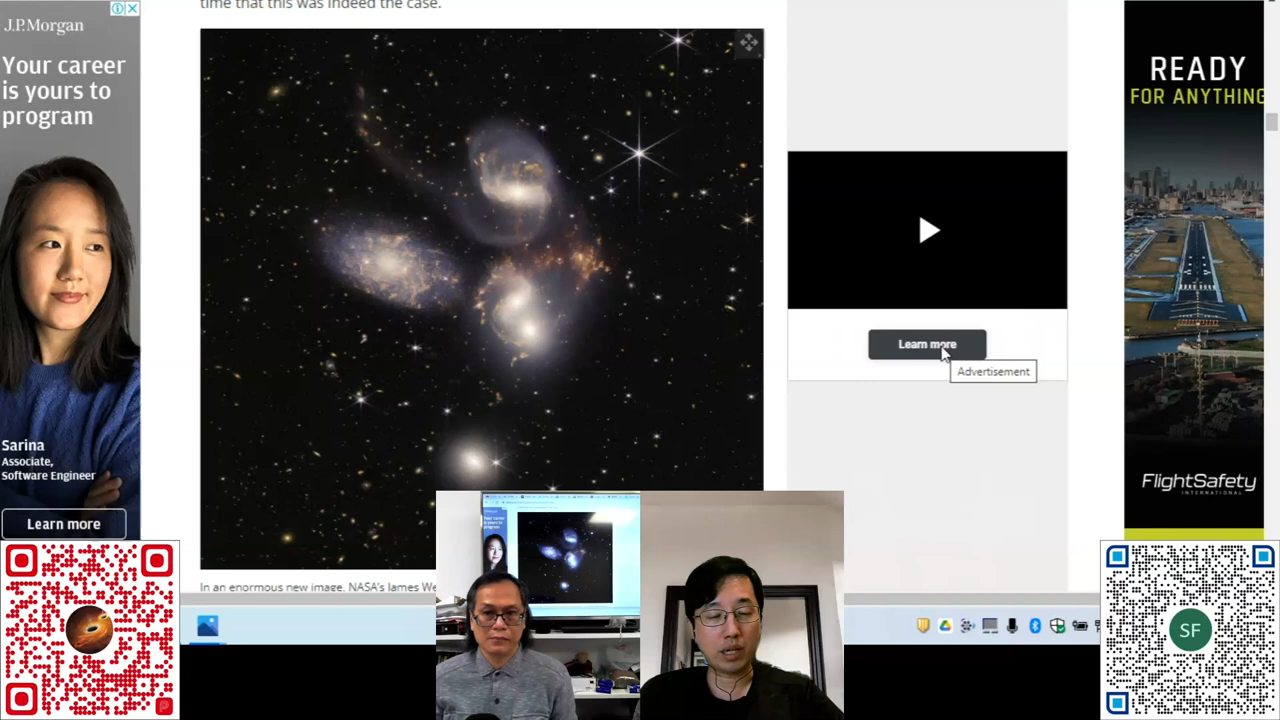 time that this was indeed the case.
J.P.Morgan
Your career
is yours to
program
Sarina
Associate,
Software Engineer
Learn more
Learn more
Advertisement
READY
FOR ANYTHING
FlightSafety
INTERNATIONAL
In an enormous new image, NASA's James We
SF